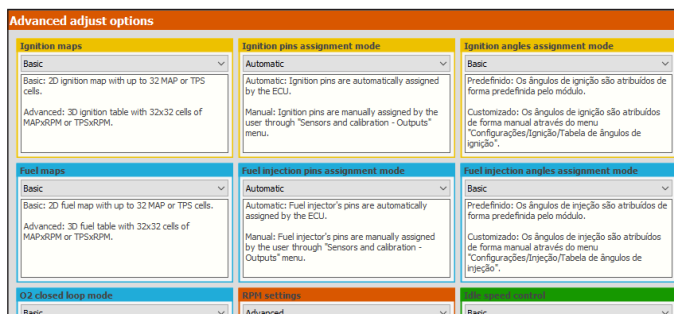 Advanced adjust options
Ignition maps
Basic
Basic: 2D ignition map with up to 32 MAP or TPS
cells.
Advanced: 3D ignition table with 32x32 cells of
MAPxRPM or TPSxRPM.
Ignition pins assignment mode
Automatic
Automatic: Ignition pins are automatically assigned
by the ECU.
Manual: Ignition pins are manually assigned by the
user through "Sensors and calibration - Outputs"
menu.
Ignition angles assignment mode
Basic
Predefinido: Os ângulos de ignição são atribuídos de
forma predefinida pelo módulo.
Customizado: Os ângulos de ignição são atribuídos
de forma manual através do menu
"Configurações/Ignição/Tabela de ângulos de
ignição".
Fuel maps
Basic
Basic: 2D fuel map with up to 32 MAP or TPS cells.
Advanced: 3D fuel table with 32x32 cells of
MAPxRPM or TPSxRPM.
Fuel injection pins assignment mode
Automatic
Automatic: Fuel injector's pins are automatically
assigned by the ECU.
Manual: Fuel injector's pins are manually assigned
by the user through "Sensors and calibration -
Outputs" menu.
Fuel injection angles assignment mode
Basic
Predefinido: Os ângulos de injeção são atribuídos
de forma predefinida pelo módulo.
Customizado: Os ângulos de injeção são atribuídos
de forma manual através do menu
"Configurações/Injeção/Tabela de ângulos de
injeção".
O2 closed loop mode
Basic
RPM settings
Advanced
Idle speed control
Basic